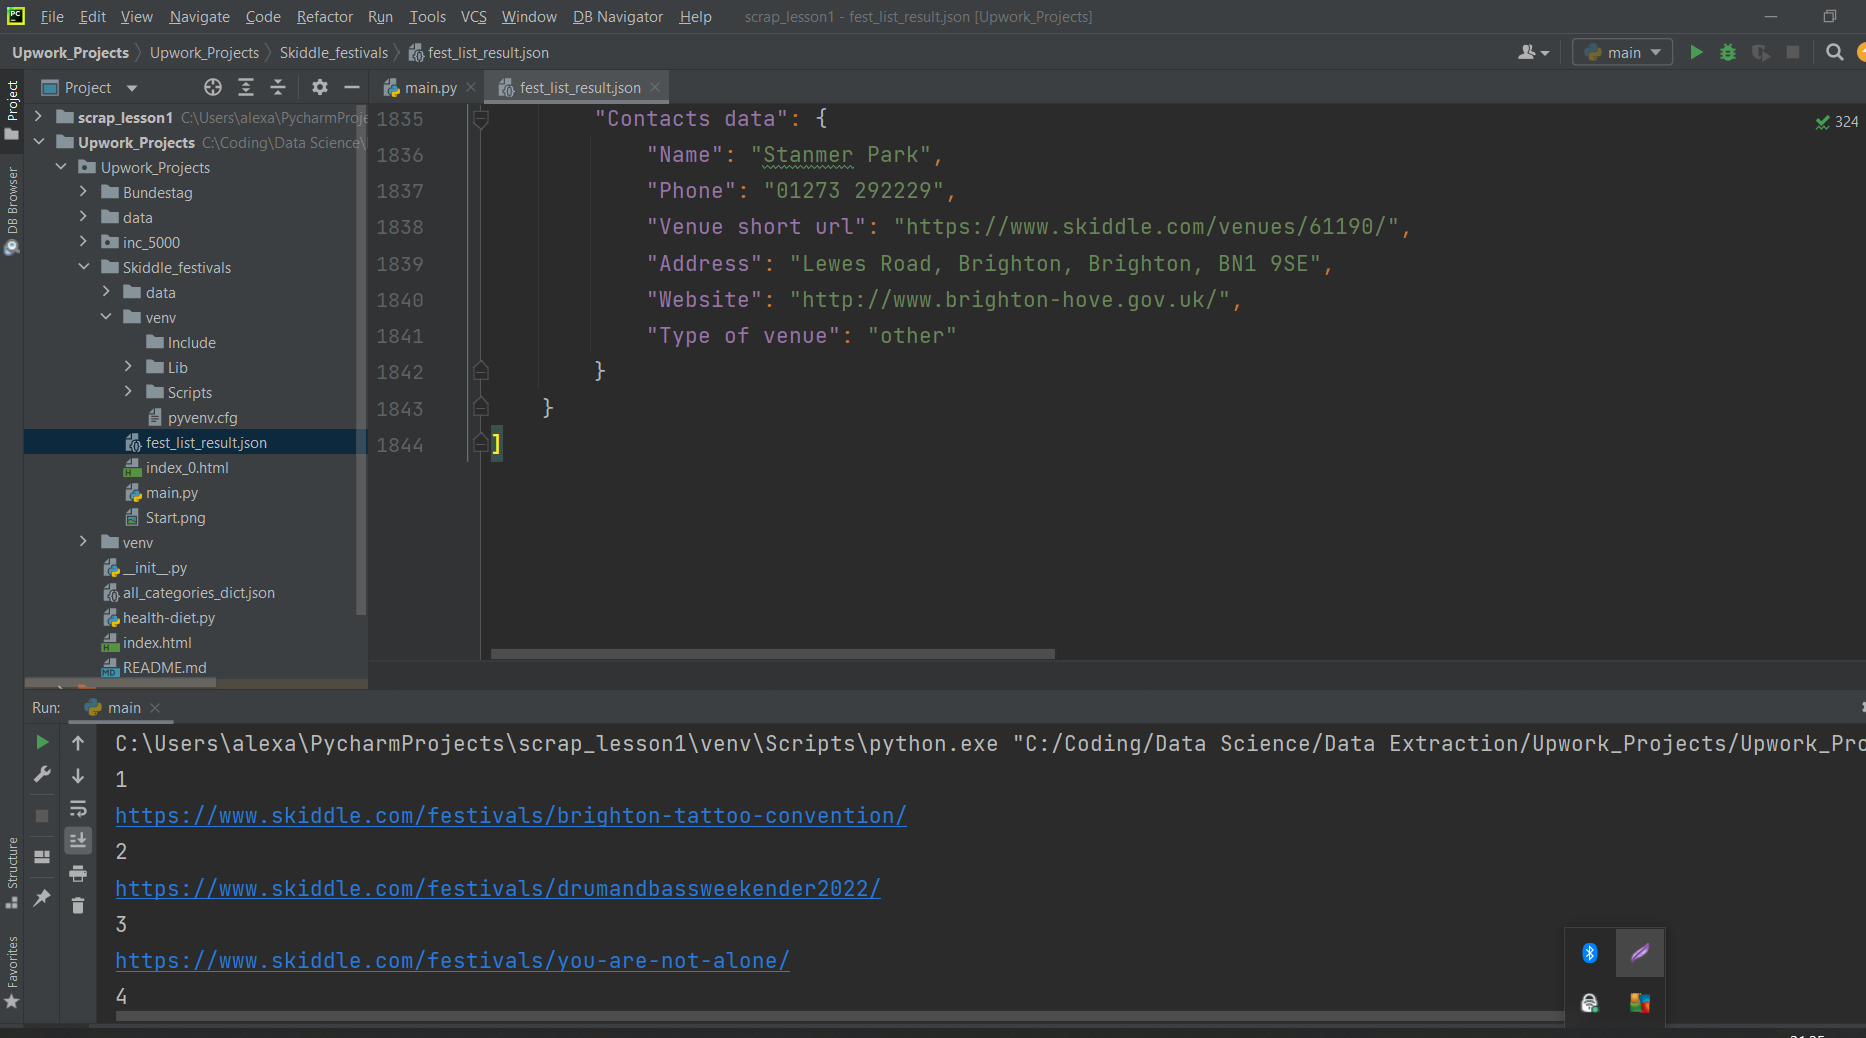 PC File Edit View Navigate Code Refactor Run Tools VCS Window DB Navigator Help scrap_lesson1 - fest_list_result.json [Upwork_Projects]
Upwork_Projects Upwork_Projects Skiddle_festivals fest_list_result.json main
Project main.py fest_list_result.json
Project
DB Browser
Structure
Favorites
scrap_lesson1 C:\Users\alexa\PycharmProje
Upwork_Projects C:\Coding\Data Science\
Upwork_Projects
Bundestag
data
inc_5000
Skiddle_festivals
data
venv
Include
Lib
Scripts
pyvenv.cfg
fest_list_result.json
index_0.html
main.py
Start.png
venv
__init__.py
all_categories_dict.json
health-diet.py
index.html
README.md
1835 "Contacts data": {
324
1836 "Name": "Stanmer Park",
1837 "Phone": "01273 292229",
1838 "Venue short url": "https://www.skiddle.com/venues/61190/",
1839 "Address": "Lewes Road, Brighton, Brighton, BN1 9SE",
1840 "Website": "http://www.brighton-hove.gov.uk/",
1841 "Type of venue": "other"
1842 }
1843 }
1844 ]
Run: main
C:\Users\alexa\PycharmProjects\scrap_lesson1\venv\Scripts\python.exe "C:/Coding/Data Science/Data Extraction/Upwork_Projects/Upwork_Pro
1
https://www.skiddle.com/festivals/brighton-tattoo-convention/
2
https://www.skiddle.com/festivals/drumandbassweekender2022/
3
https://www.skiddle.com/festivals/you-are-not-alone/
4